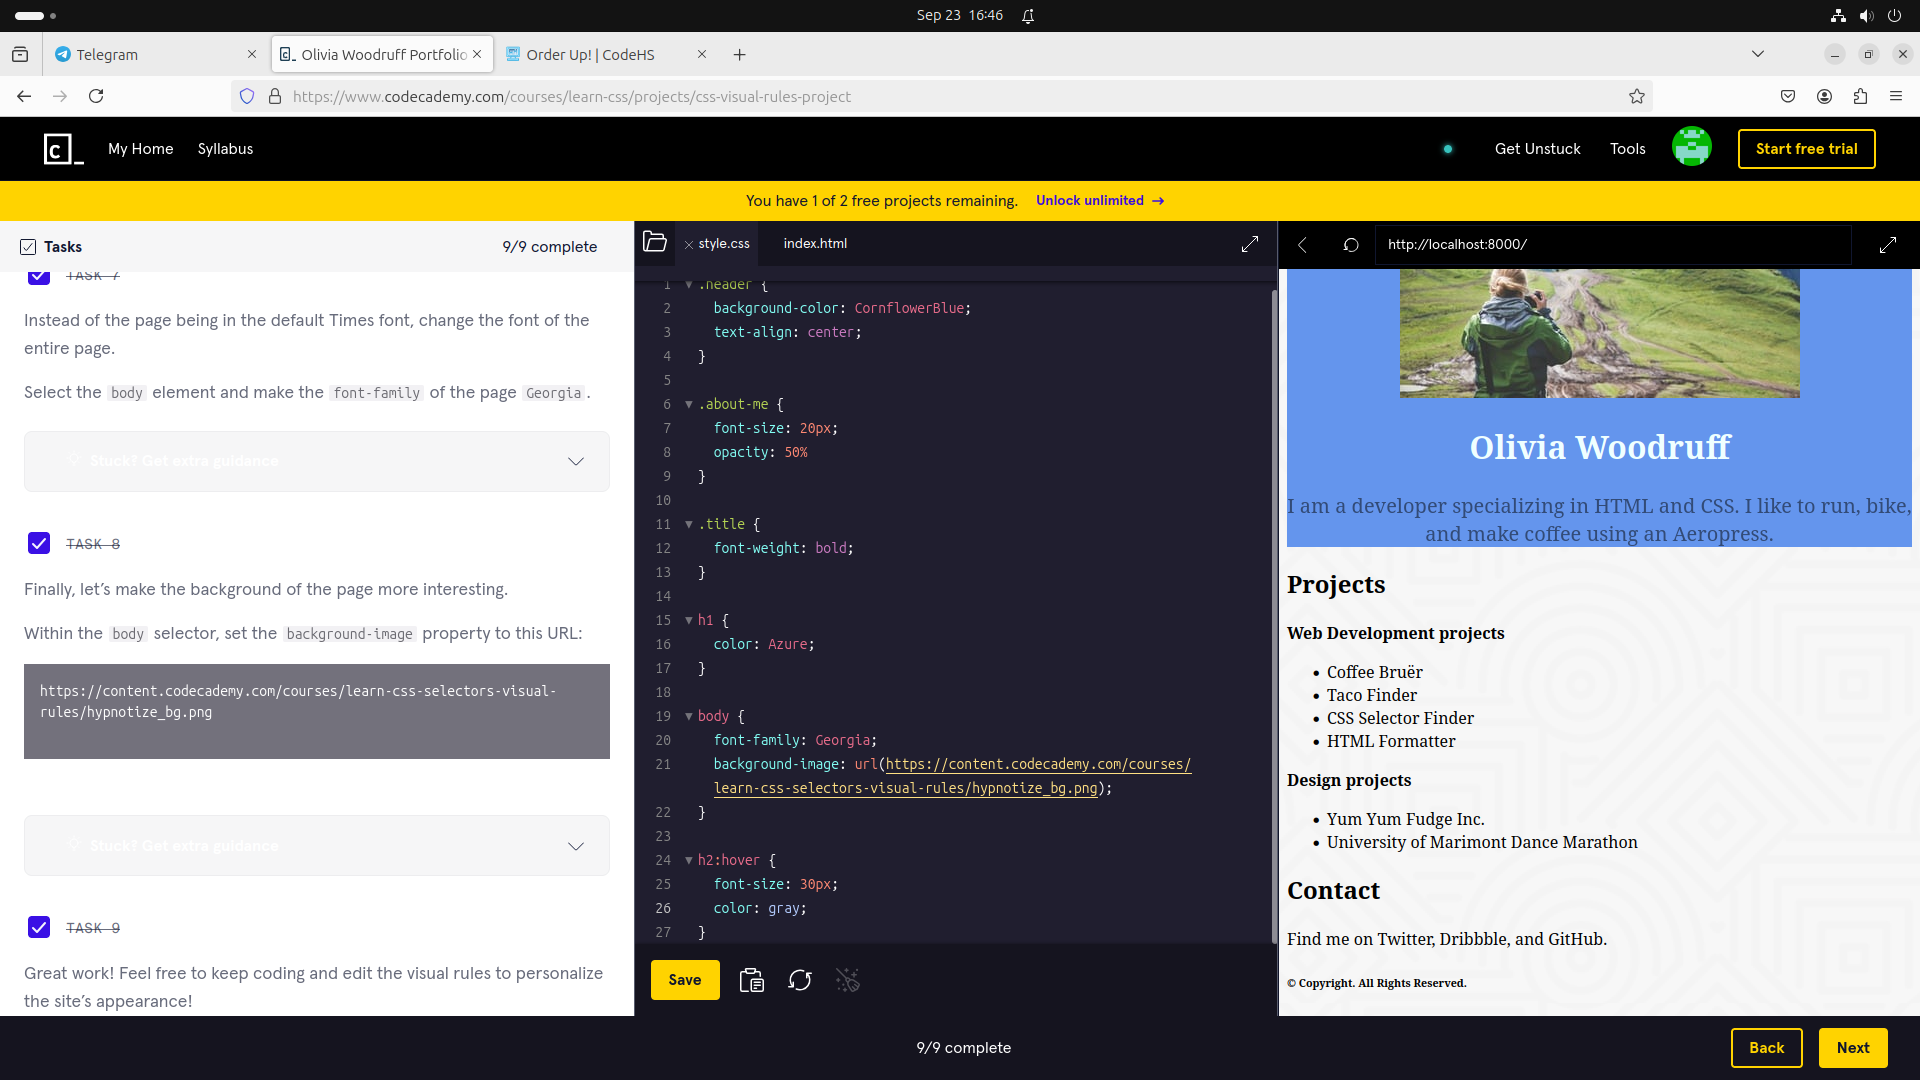 Sep 23 16:46
Telegram
Olivia Woodruff Portfolio
Order Up! | CodeHS
https://www.codecademy.com/courses/learn-css/projects/css-visual-rules-project
c_
My Home
Syllabus
Get Unstuck
Tools
Start free trial
You have 1 of 2 free projects remaining.
Unlock unlimited →
Tasks
9/9 complete
TASK 7
Instead of the page being in the default Times font, change the font of the
entire page.
Select the body element and make the font-family of the page Georgia.
Stuck? Get extra guidance
TASK 8
Finally, let’s make the background of the page more interesting.
Within the body selector, set the background-image property to this URL:
https://content.codecademy.com/courses/learn-css-selectors-visual-
rules/hypnotize_bg.png
Stuck? Get extra guidance
TASK 9
Great work! Feel free to keep coding and edit the visual rules to personalize
the site’s appearance!
style.css
index.html
1 .header {
2 background-color: CornflowerBlue;
3 text-align: center;
4 }
5
6 .about-me {
7 font-size: 20px;
8 opacity: 50%
9 }
10
11 .title {
12 font-weight: bold;
13 }
14
15 h1 {
16 color: Azure;
17 }
18
19 body {
20 font-family: Georgia;
21 background-image: url(https://content.codecademy.com/courses/
learn-css-selectors-visual-rules/hypnotize_bg.png);
22 }
23
24 h2:hover {
25 font-size: 30px;
26 color: gray;
27 }
Save
http://localhost:8000/
Olivia Woodruff
I am a developer specializing in HTML and CSS. I like to run, bike,
and make coffee using an Aeropress.
Projects
Web Development projects
• Coffee Bruër
• Taco Finder
• CSS Selector Finder
• HTML Formatter
Design projects
• Yum Yum Fudge Inc.
• University of Marimont Dance Marathon
Contact
Find me on Twitter, Dribbble, and GitHub.
© Copyright. All Rights Reserved.
9/9 complete
Back
Next